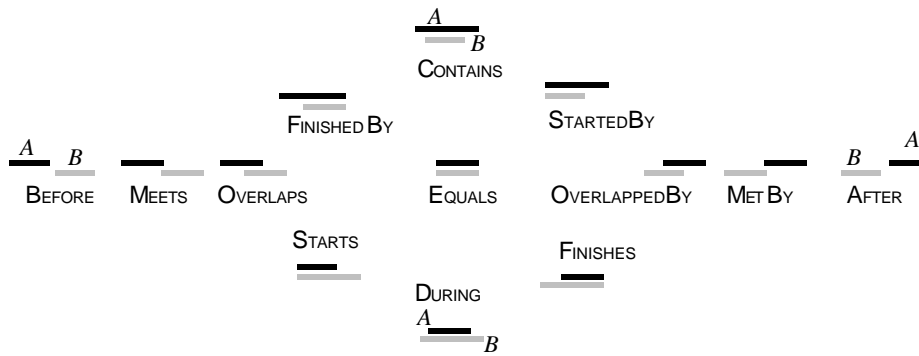 A
B
CONTAINS
FINISHED BY
STARTEDBY
A
B
B
A
BEFORE
MEETS
OVERLAPS
EQUALS
OVERLAPPEDBY
MET BY
AFTER
STARTS
FINISHES
DURING
A
B